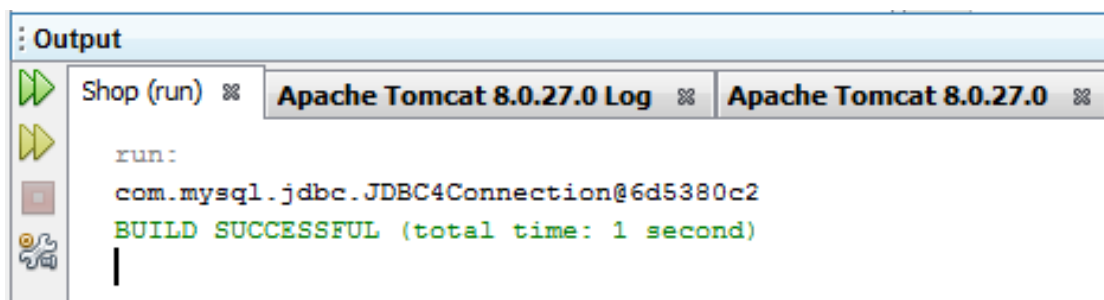 Output
Shop (run) Apache Tomcat 8.0.27.0 Log Apache Tomcat 8.0.27.0
run:
com.mysql.jdbc.JDBC4Connection@6d5380c2
BUILD SUCCESSFUL (total time: 1 second)